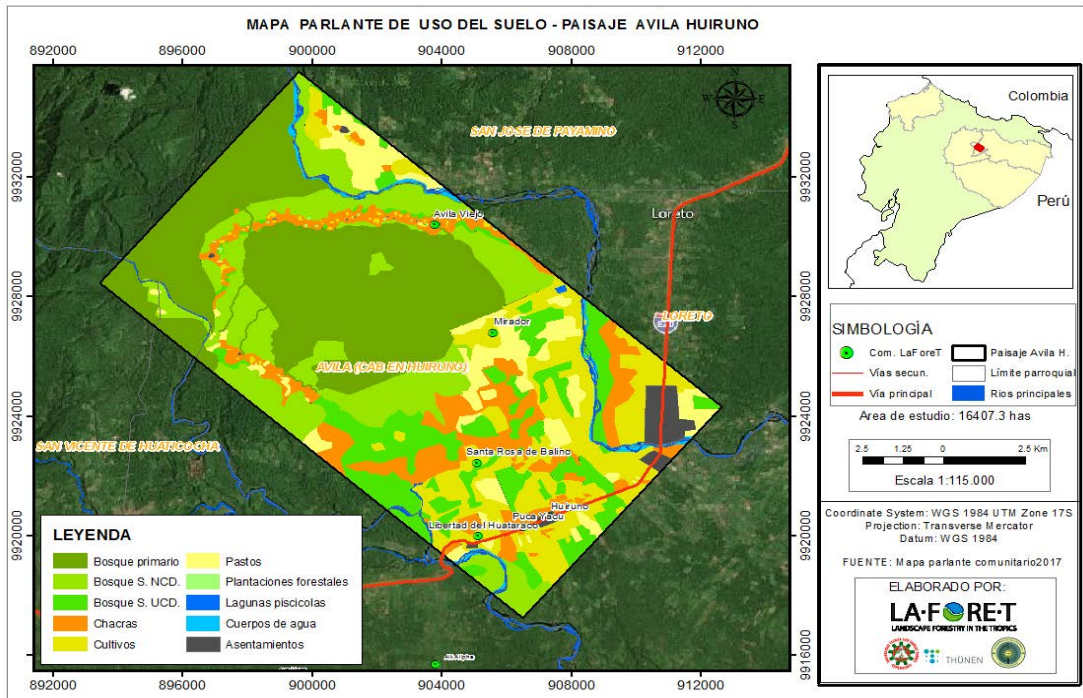 MAPA PARLANTE DE USO DEL SUELO - PAISAJE AVILA HUIRUNO
892000 896000 900000 904000 908000 912000
9932000
9928000
9924000
9920000
9916000
W E
S
SAN JOSE DE PAYAMINO
Loreto
Avila Viejo
LORETO
Mirador
AVILA (CAB EN HUIRUNO)
SAN VICENTE DE HUATICOCHA
Santa Rosa de Balino
Huiruno
Puca Yacu
Libertad del Huataraco
LEYENDA
Bosque primario
Bosque S. NCD.
Bosque S. UCD.
Chacras
Cultivos
Pastos
Plantaciones forestales
Lagunas piscicolas
Cuerpos de agua
Asentamientos
9932000
9928000
9924000
9920000
9916000
892000 896000 900000 904000 908000 912000
Colombia
Perú
SIMBOLOGÍA
Com. LaForeT
Vías secun.
Vía principal
Paisaje Avila H.
Límite parroquial
Rios principales
Area de estudio: 16407.3 has
2.5 1.25 0 2.5 Km
Escala 1:115.000
Coordinate System: WGS 1984 UTM Zone 17S
Projection: Transverse Mercator
Datum: WGS 1984
FUENTE: Mapa parlante comunitario2017
ELABORADO POR:
LA·FORE·T
LANDSCAPE FORESTRY IN THE TROPICS
THÜNEN